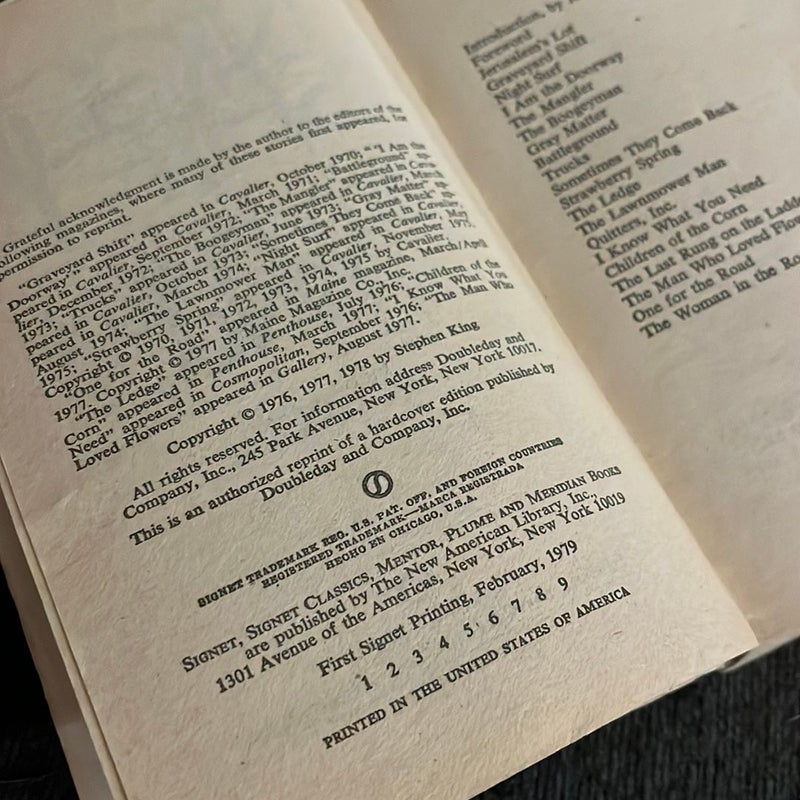 Grateful acknowledgment is made by the author to the editors of the
following magazines, where many of these stories first appeared, for
permission to reprint.
"Graveyard Shift" appeared in Cavalier, October 1970; "I Am the
Doorway" appeared in Cavalier, March 1971; "Battleground" ap-
peared in Cavalier, September 1972; "The Mangler" appeared in Cava-
lier, December, 1972; "The Boogeyman" appeared in Cavalier, March
1973; "Trucks" appeared in Cavalier June 1973; "Gray Matter" ap-
peared in Cavalier, October 1973; "Sometimes They Come Back" ap-
peared in Cavalier, March 1974; "Night Surf" appeared in Cavalier,
August 1974; "The Lawnmower Man" appeared in Cavalier, May
1975; "Strawberry Spring" appeared in Cavalier, November 1975.
Copyright © 1970, 1971, 1972, 1973, 1974, 1975 by Cavalier.
"One for the Road", appeared in Maine magazine, March/April
1977. Copyright © 1977 by Maine Magazine Co., Inc.
"The Ledge" appeared in Penthouse, July 1976; "Children of the
Corn" appeared in Penthouse, March 1977; "I Know What You
Need" appeared in Cosmopolitan, September 1976; "The Man Who
Loved Flowers" appeared in Gallery, August 1977.
Copyright © 1976, 1977, 1978 by Stephen King
All rights reserved. For information address Doubleday and
Company, Inc., 245 Park Avenue, New York, New York 10017.
This is an authorized reprint of a hardcover edition published by
Doubleday and Company, Inc.
SIGNET TRADEMARK REG. U.S. PAT. OFF. AND FOREIGN COUNTRIES
REGISTERED TRADEMARK—MARCA REGISTRADA
HECHO EN CHICAGO, U.S.A.
SIGNET, SIGNET CLASSICS, MENTOR, PLUME AND MERIDIAN BOOKS
are published by The New American Library, Inc.,
1301 Avenue of the Americas, New York, New York 10019
First Signet Printing, February, 1979
1 2 3 4 5 6 7 8 9
PRINTED IN THE UNITED STATES OF AMERICA
Introduction, by
Foreword
Jerusalem's Lot
Graveyard Shift
Night Surf
I Am the Doorway
The Mangler
The Boogeyman
Gray Matter
Battleground
Trucks
Sometimes They Come Back
Strawberry Spring
The Ledge
The Lawnmower Man
Quitters, Inc.
I Know What You Need
Children of the Corn
The Last Rung on the Ladde
The Man Who Loved Flow
One for the Road
The Woman in the Ro